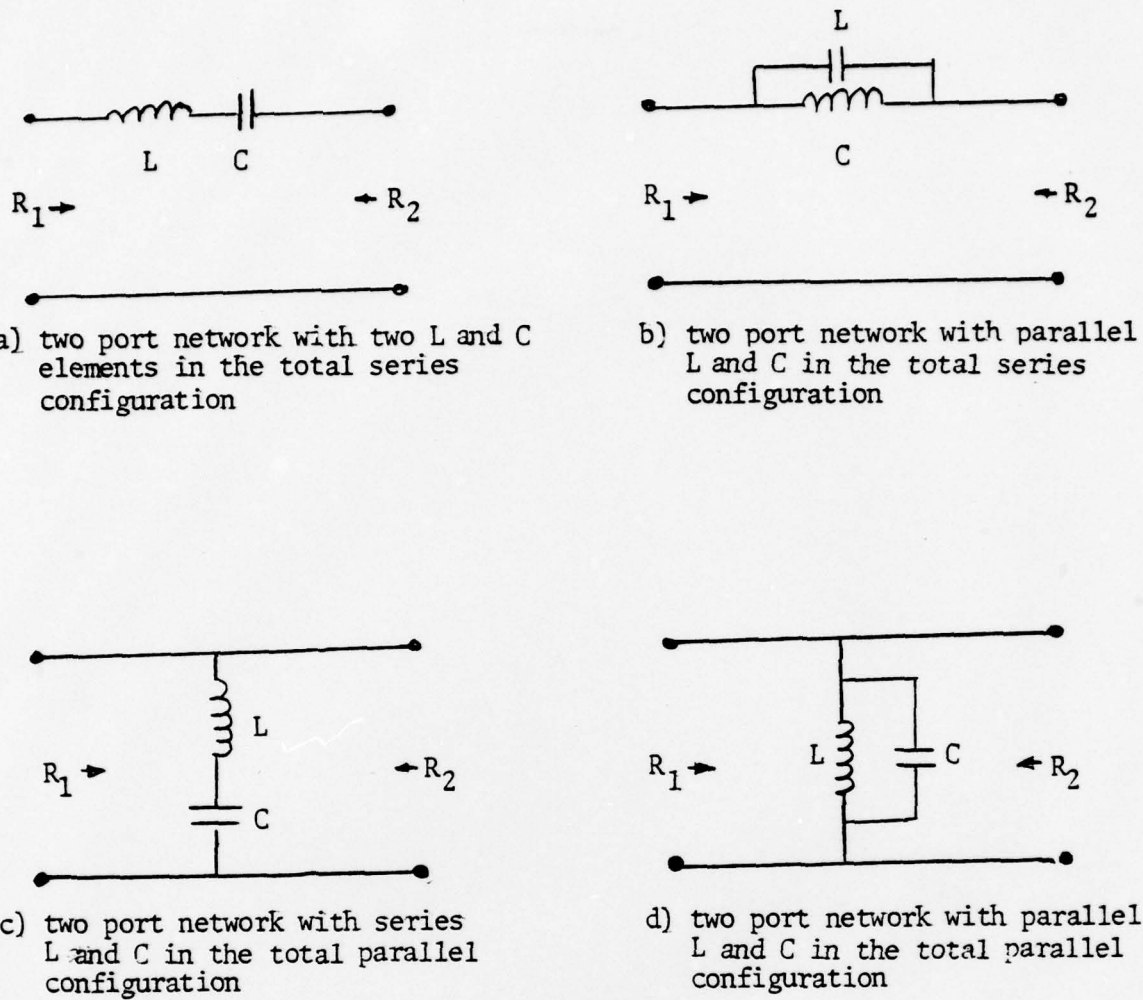 L C
R1 → ← R2
a) two port network with two L and C
elements in the total series
configuration
L
C
R1 → ← R2
b) two port network with parallel
L and C in the total series
configuration
L
R1 → ← R2
C
c) two port network with series
L and C in the total parallel
configuration
R1 → L C ← R2
d) two port network with parallel
L and C in the total parallel
configuration